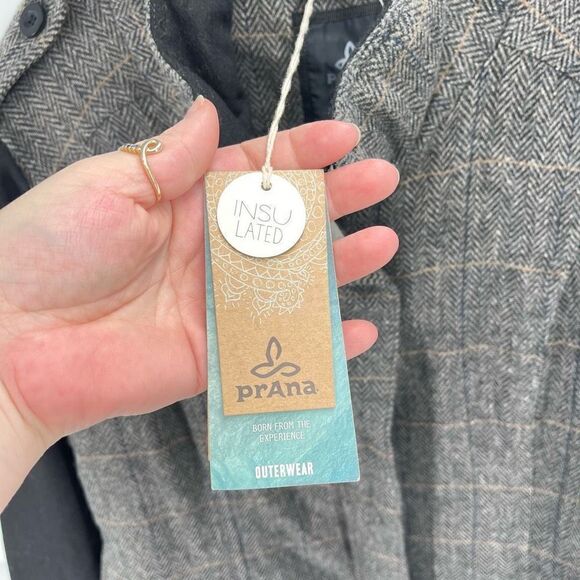 INSU
LATED
prAna
BORN FROM THE
EXPERIENCE
OUTERWEAR